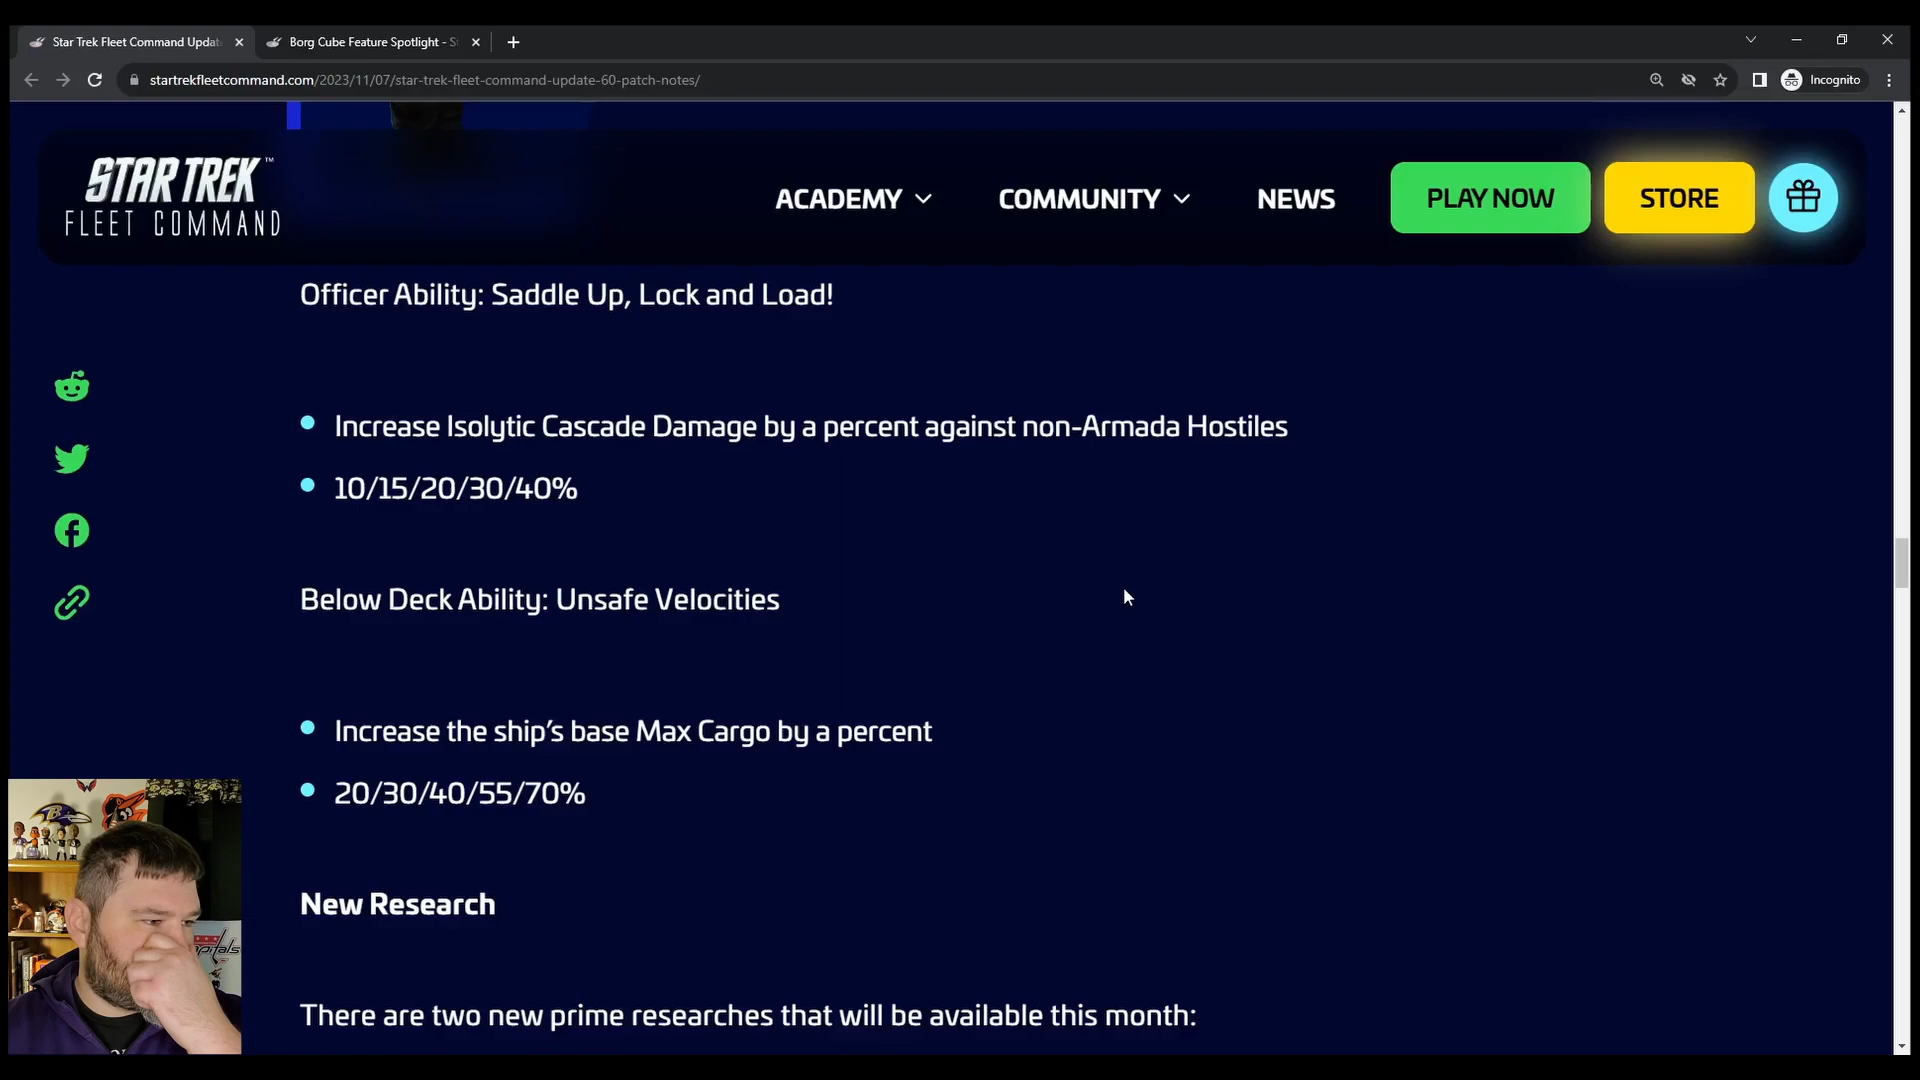 Star Trek Fleet Command Updat
Borg Cube Feature Spotlight - S
startrekfleetcommand.com/2023/11/07/star-trek-fleet-command-update-60-patch-notes/
Incognito
STAR TREK™
FLEET COMMAND
ACADEMY
COMMUNITY
NEWS
PLAY NOW
STORE
Officer Ability: Saddle Up, Lock and Load!
Increase Isolytic Cascade Damage by a percent against non-Armada Hostiles
10/15/20/30/40%
Below Deck Ability: Unsafe Velocities
Increase the ship’s base Max Cargo by a percent
20/30/40/55/70%
New Research
There are two new prime researches that will be available this month: